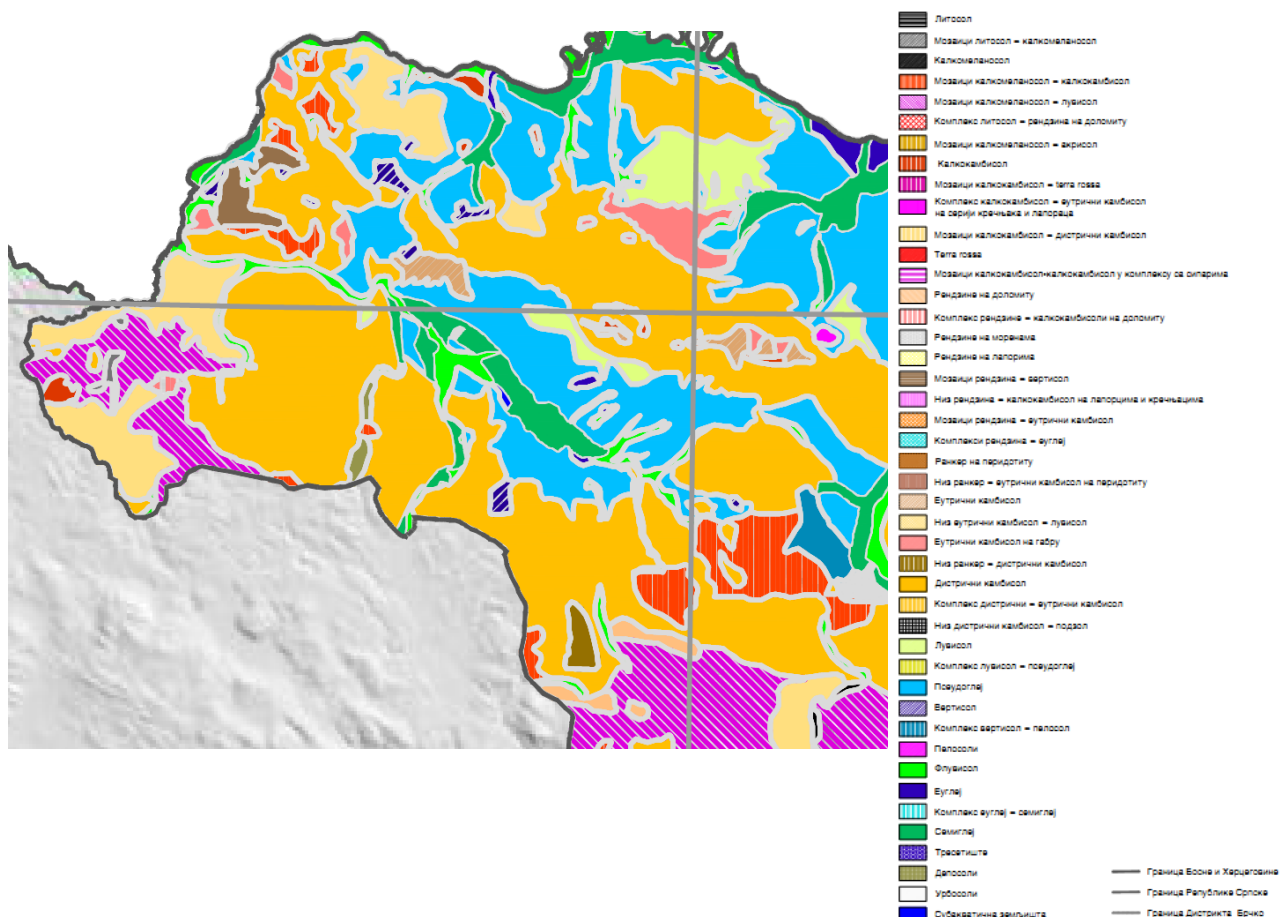 Литосол
Мозаици литосол – калкомеланосол
Калкомеланосол
Мозаици калкомеланосол – калкокамбисол
Мозаици калкомеланосол – лувисол
Комплекс литосол – рендзина на доломиту
Мозаици калкомеланосол – акрисол
Калкокамбисол
Мозаици калкокамбисол – terra rossa
Комплекс калкокамбисол – еутрични камбисол
на серији кречњака и лапораца
Мозаици калкокамбисол – дистрични камбисол
Terra rossa
Мозаици калкокамбисол-калкокамбисол у комплексу са сипарима
Рендзине на доломиту
Комплекс рендзине – калкокамбисоли на доломиту
Рендзине на моренама
Рендзине на лапорима
Мозаици рендзина – вертисол
Низ рендзина – калкокамбисол на лапорцима и кречњацима
Мозаици рендзина – еутрични камбисол
Комплекси рендзина – еуглеј
Ранкер на перидотиту
Низ ранкер – еутрични камбисол на перидотиту
Еутрични камбисол
Низ еутрични камбисол – лувисол
Еутрични камбисол на габру
Низ ранкер – дистрични камбисол
Дистрични камбисол
Комплекс дистрични – еутрични камбисол
Низ дистрични камбисол – подзол
Лувисол
Комплекс лувисол – псеудоглеј
Псеудоглеј
Вертисол
Комплекс вертисол – пелосол
Пелосоли
Флувисол
Еуглеј
Комплекс еуглеј – семиглеј
Семиглеј
Тресетишта
Депосоли
Урбосоли
Субакватична земљишта
Граница Босне и Херцеговине
Граница Републике Српске
Граница Дистрикта Брчко